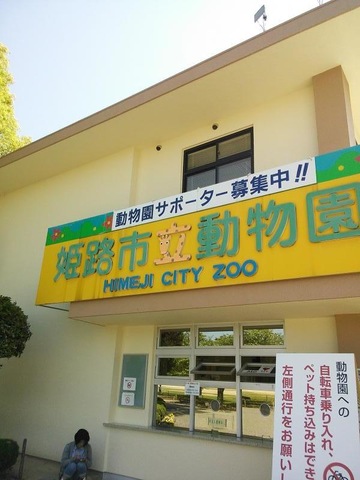 動物園サポーター募集中!!
姫路市立動物園
HIMEJI CITY ZOO
動物園への
自転車乗り入れ、
ペット持ち込みはでき
左側通行をお願いし